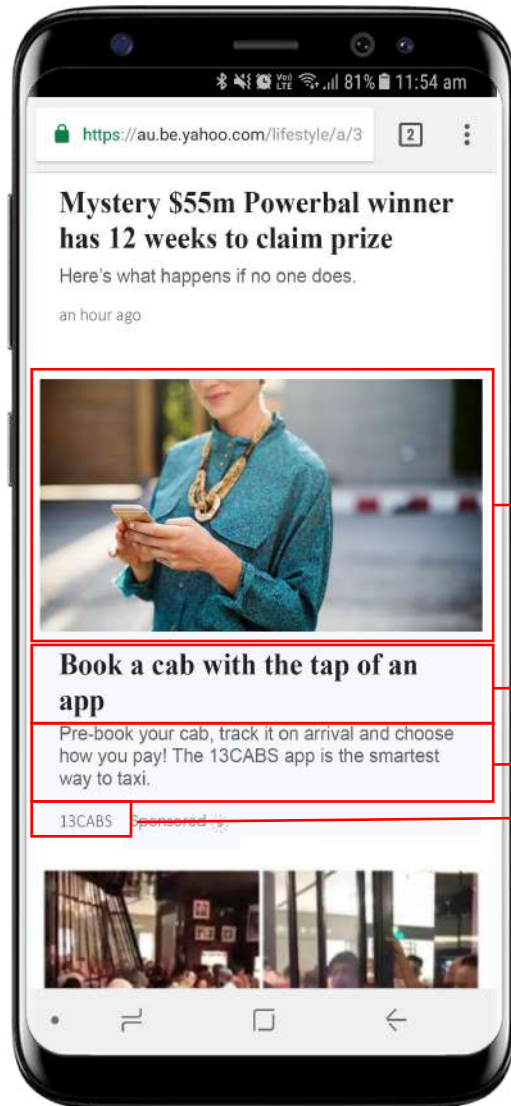 81% 11:54 am
https://au.be.yahoo.com/lifestyle/a/3
2
Mystery $55m Powerbal winner
has 12 weeks to claim prize
Here's what happens if no one does.
an hour ago
Book a cab with the tap of an
app
Pre-book your cab, track it on arrival and choose
how you pay! The 13CABS app is the smartest
way to taxi.
13CABS Sponsored